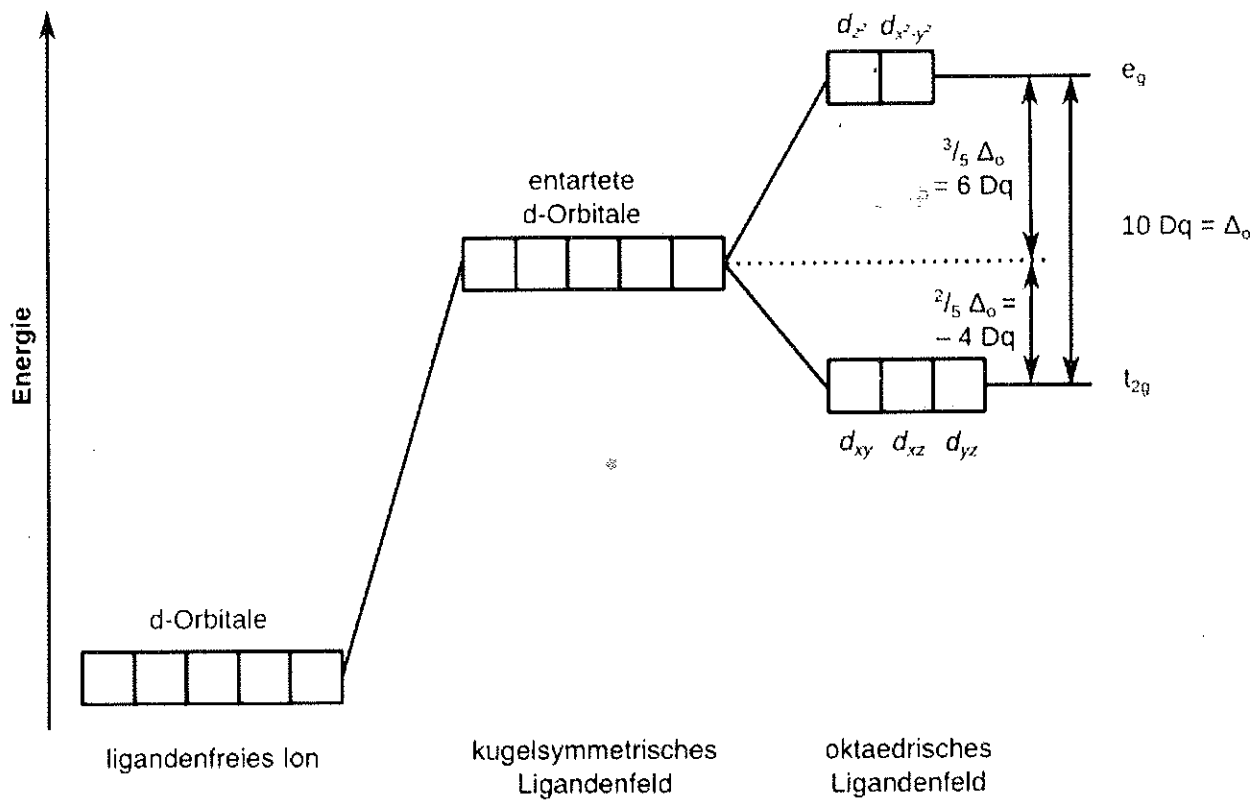 d_z² d_x²-y²
e_g
³/₅ Δ_o
= 6 Dq
entartete
d-Orbitale
10 Dq = Δ_o
²/₅ Δ_o =
– 4 Dq
Energie
t_2g
d_xy d_xz d_yz
d-Orbitale
ligandenfreies Ion
kugelsymmetrisches
Ligandenfeld
oktaedrisches
Ligandenfeld